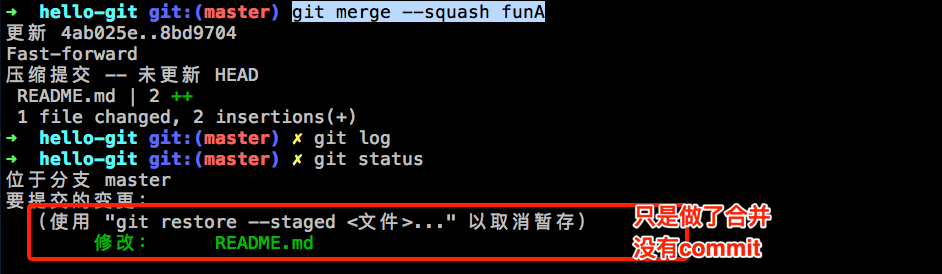 ➜ hello-git git:(master) git merge --squash funA
更新 4ab025e..8bd9704
Fast-forward
压缩提交 -- 未更新 HEAD
README.md | 2 ++
1 file changed, 2 insertions(+)
➜ hello-git git:(master) ✗ git log
➜ hello-git git:(master) ✗ git status
位于分支 master
要提交的变更：
（使用 "git restore --staged <文件>..." 以取消暂存）
修改： README.md
只是做了合并
没有commit